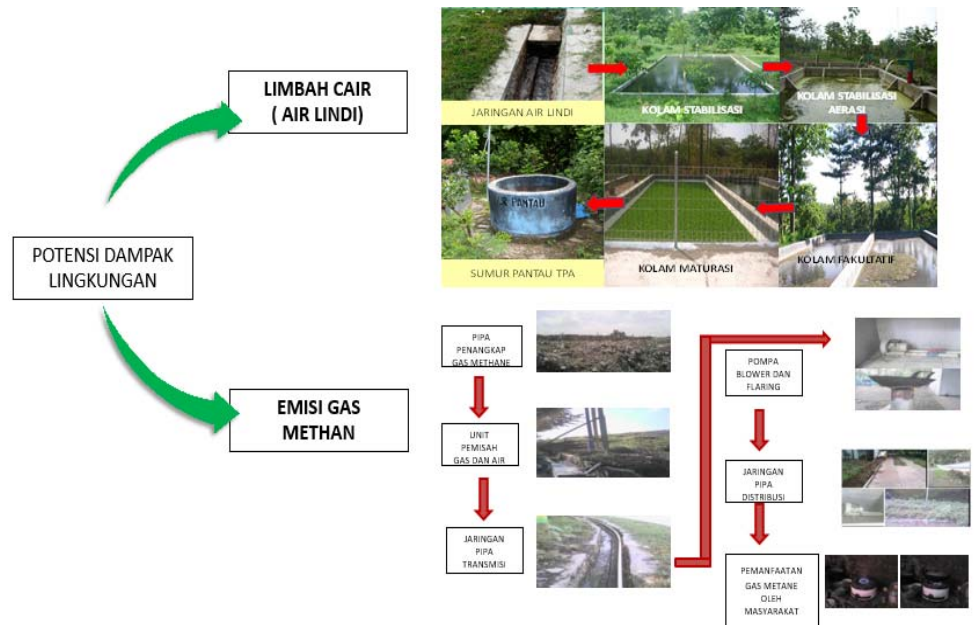 LIMBAH CAIR
( AIR LINDI)
POTENSI DAMPAK
LINGKUNGAN
EMISI GAS
METHAN
JARINGAN AIR LINDI
KOLAM STABILISASI
KOLAM STABILISASI
AERASI
KOLAM FAKULTATIF
KOLAM MATURASI
PANTAU
SUMUR PANTAU TPA
PIPA
PENANGKAP
GAS METHANE
UNIT
PEMISAH
GAS DAN AIR
JARINGAN
PIPA
TRANSMISI
POMPA
BLOWER DAN
FLARING
JARINGAN
PIPA
DISTRIBUSI
PEMANFAATAN
GAS METANE
OLEH
MASYARAKAT